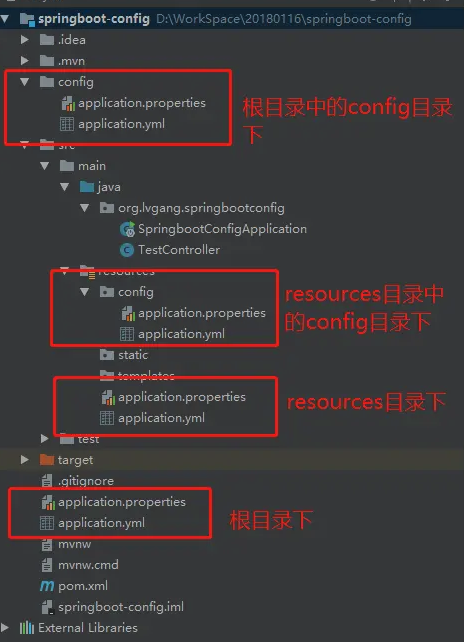 springboot-config D:\WorkSpace\20180116\springboot-config
.idea
.mvn
config
application.properties
application.yml
根目录中的config目录
下
src
main
java
org.lvgang.springbootconfig
SpringbootConfigApplication
TestController
resources
config
application.properties
application.yml
resources目录中
的config目录下
static
templates
application.properties
application.yml
resources目录下
test
target
.gitignore
application.properties
application.yml
根目录下
mvnw
mvnw.cmd
pom.xml
springboot-config.iml
External Libraries